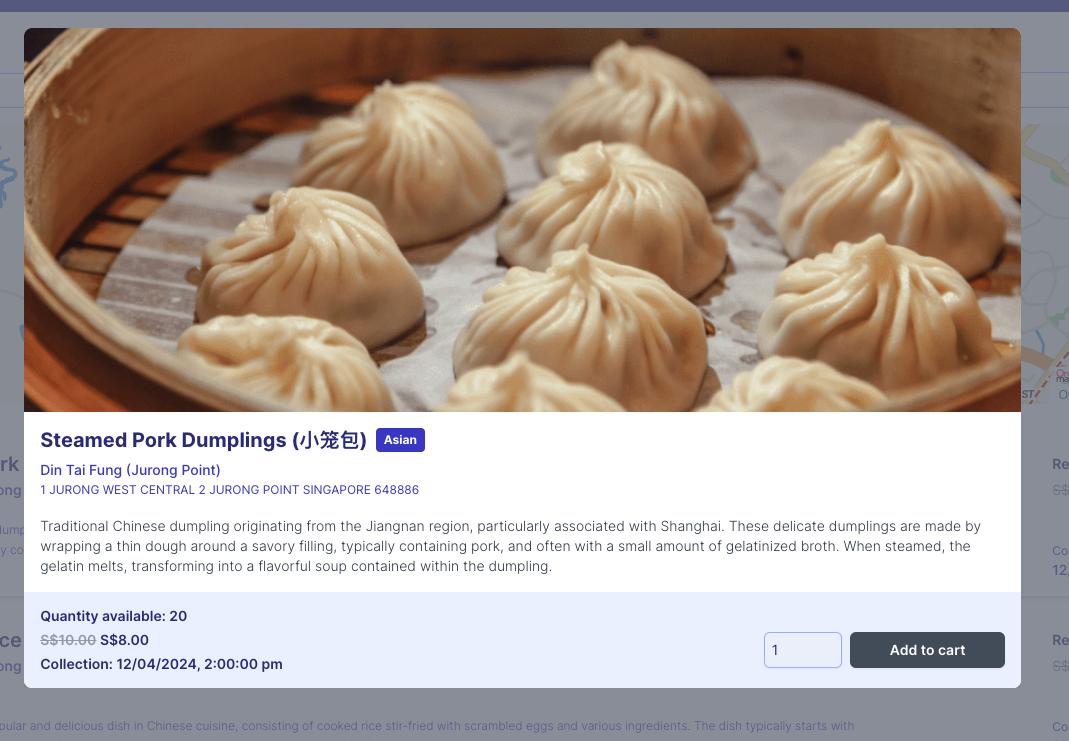 Steamed Pork Dumplings (小笼包) Asian
Din Tai Fung (Jurong Point)
1 JURONG WEST CENTRAL 2 JURONG POINT SINGAPORE 648886
Traditional Chinese dumpling originating from the Jiangnan region, particularly associated with Shanghai. These delicate dumplings are made by
wrapping a thin dough around a savory filling, typically containing pork, and often with a small amount of gelatinized broth. When steamed, the
gelatin melts, transforming into a flavorful soup contained within the dumpling.
Quantity available: 20
S$10.00 S$8.00
Collection: 12/04/2024, 2:00:00 pm
1
Add to cart
and delicious dish in Chinese cuisine, consisting of cooked rice stir-fried with scrambled eggs and various ingredients. The dish typically starts with